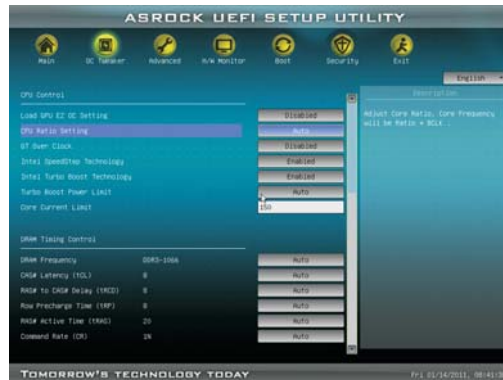 ASROCK UEFI SETUP UTILITY
Main
OC Tweaker
Advanced
H/W Monitor
Boot
Security
Exit
English
CPU Control
Description
Load GPU EZ OC Setting Disabled
Adjust Core Ratio, Core Frequency
will be Ratio * BCLK .
CPU Ratio Setting Auto
GT Over Clock Disabled
Intel SpeedStep Technology Enabled
Intel Turbo Boost Technology Enabled
Turbo Boost Power Limit Auto
Core Current Limit 150
DRAM Timing Control
DRAM Frequency DDR3-1066 Auto
CAS# Latency (tCL) 8 Auto
RAS# to CAS# Delay (tRCD) 8 Auto
Row Precharge Time (tRP) 8 Auto
RAS# Active Time (tRAS) 20 Auto
Command Rate (CR) 1N Auto
TOMORROW'S TECHNOLOGY TODAY
Fri 01/14/2011,